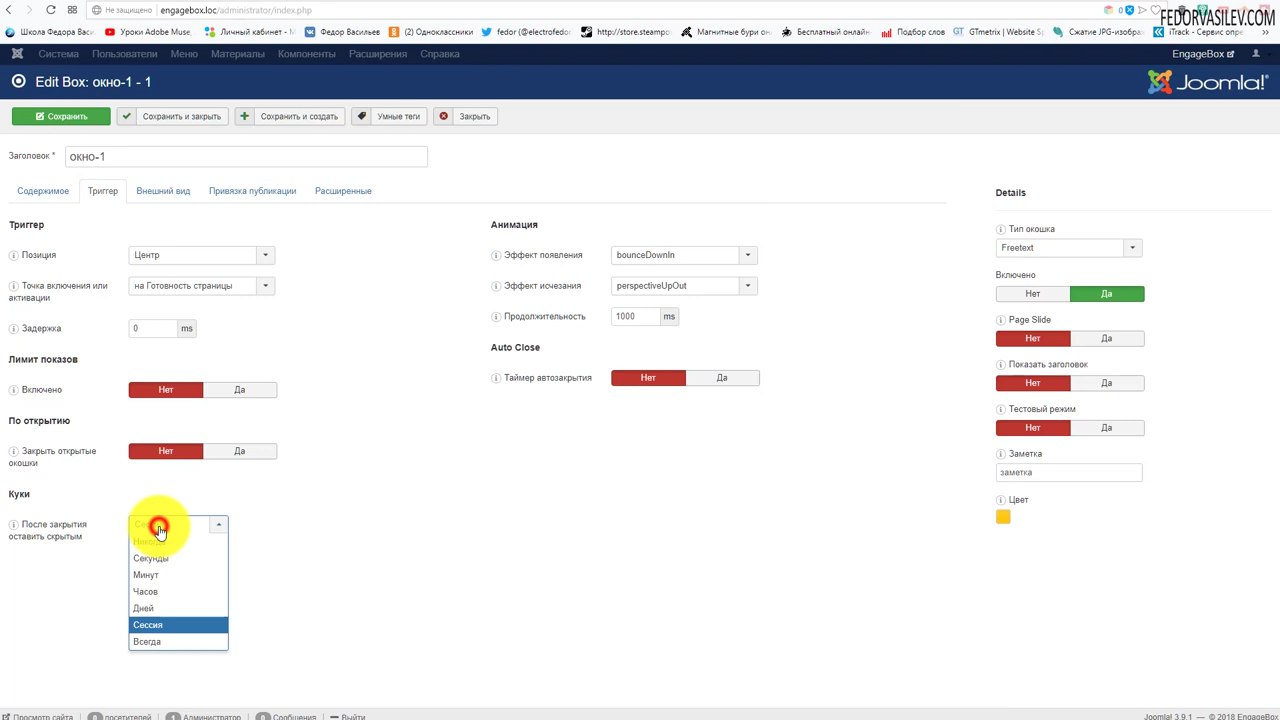 Не защищено engagebox.loc/administrator/index.php
0
FEDORVASILEV.COM
Школа Федора Вас... Уроки Adobe Muse, Личный кабинет - М Федор Васильев (2) Одноклассники fedor (@electrofedor) http://store.steampo Магнитные бури он Бесплатный онлайн Подбор слов GTmetrix | Website S Сжатие JPG-изобра iTrack - Сервис опре
Система Пользователи Меню Материалы Компоненты Расширения Справка EngageBox
Edit Box: окно-1 - 1
Joomla!
Сохранить Сохранить и закрыть Сохранить и создать Умные теги Закрыть
Заголовок * окно-1
Содержимое Триггер Внешний вид Привязка публикации Расширенные
Триггер
Позиция Центр
Точка включения или активации на Готовность страницы
Задержка 0 ms
Лимит показов
Включено Нет Да
По открытию
Закрыть открытые окошки Нет Да
Куки
После закрытия оставить скрытым
Секунды
Минут
Часов
Дней
Сессия
Всегда
Анимация
Эффект появления bounceDownIn
Эффект исчезания perspectiveUpOut
Продолжительность 1000 ms
Auto Close
Таймер автозакрытия Нет Да
Details
Тип окошка
Freetext
Включено
Нет Да
Page Slide
Нет Да
Показать заголовок
Нет Да
Тестовый режим
Нет Да
Заметка
заметка
Цвет
Просмотр сайта 0 посетителей 1 Администратор 0 Сообщения Выйти Joomla! 3.9.1 — © 2018 EngageBox